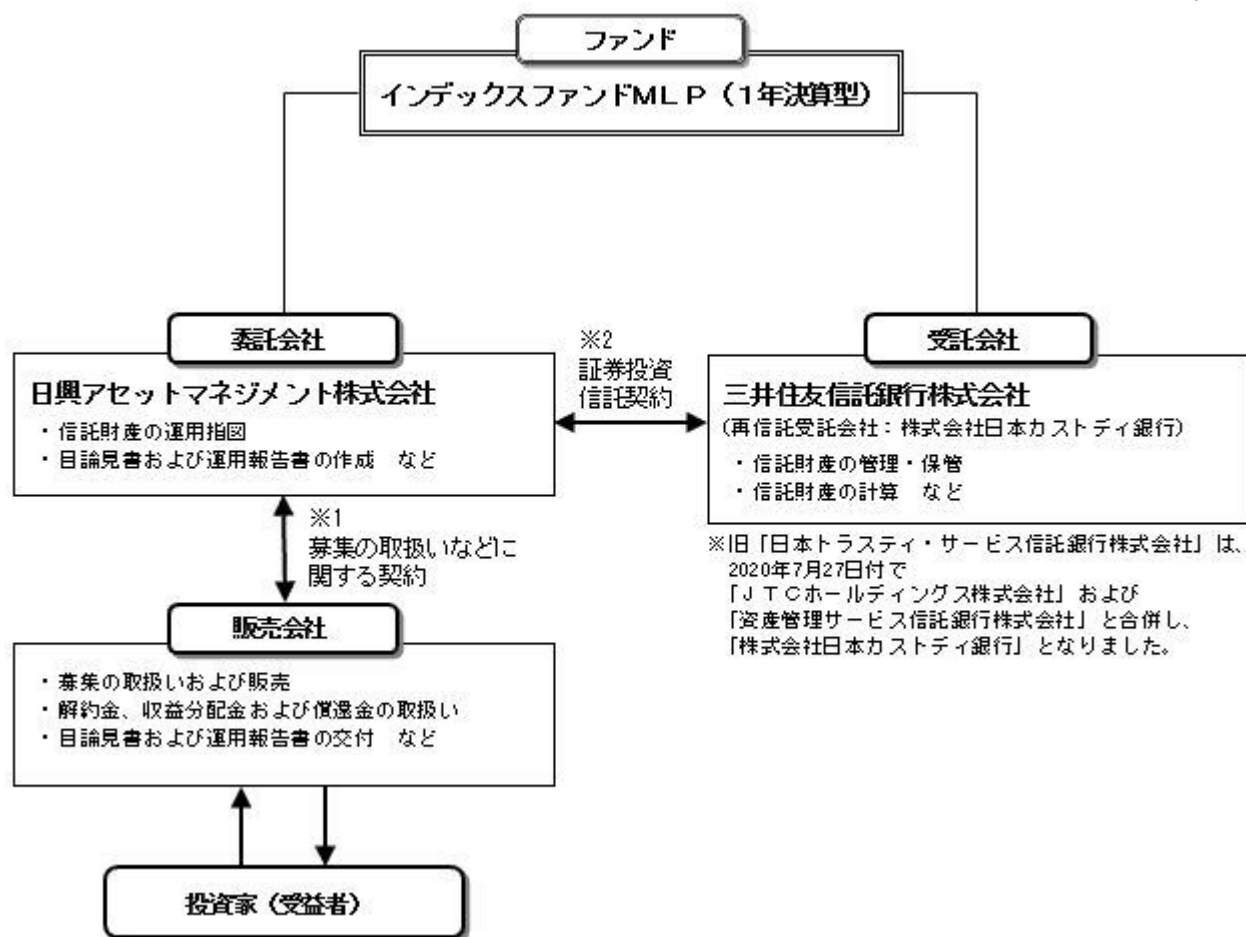 ファンド
インデックスファンドMLP（1年決算型）
委託会社
日興アセットマネジメント株式会社
・信託財産の運用指図
・目論見書および運用報告書の作成　など
※2
証券投資
信託契約
受託会社
三井住友信託銀行株式会社
（再信託受託会社：株式会社日本カストディ銀行）
・信託財産の管理・保管
・信託財産の計算　など
※旧「日本トラスティ・サービス信託銀行株式会社」は、
2020年7月27日付で
「JTCホールディングス株式会社」および
「資産管理サービス信託銀行株式会社」と合併し、
「株式会社日本カストディ銀行」となりました。
※1
募集の取扱いなどに
関する契約
販売会社
・募集の取扱いおよび販売
・解約金、収益分配金および償還金の取扱い
・目論見書および運用報告書の交付　など
投資家（受益者）